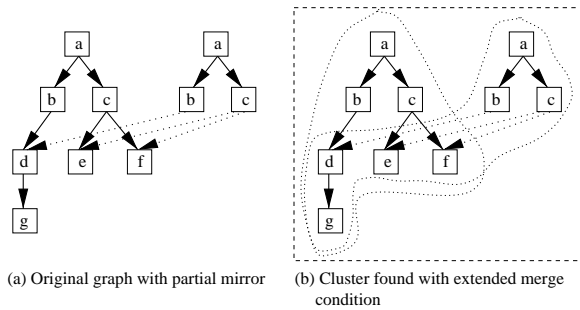 a
a
b
c
b
c
d
e
f
g
(a) Original graph with partial mirror
a
a
b
c
b
c
d
e
f
g
(b) Cluster found with extended merge
condition